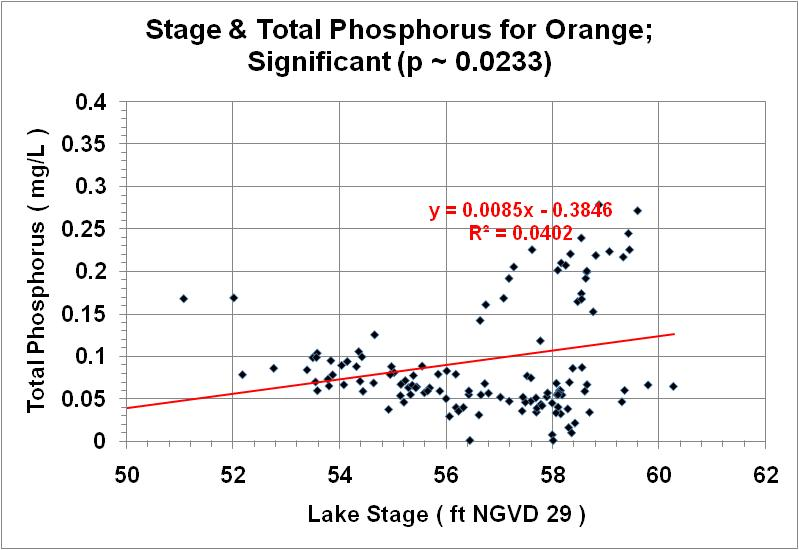 Stage & Total Phosphorus for Orange;
Significant (p ~ 0.0233)
Total Phosphorus ( mg/L )
0.4
0.35
0.3
0.25
0.2
0.15
0.1
0.05
0
y = 0.0085x - 0.3846
R² = 0.0402
50 52 54 56 58 60 62
Lake Stage ( ft NGVD 29 )